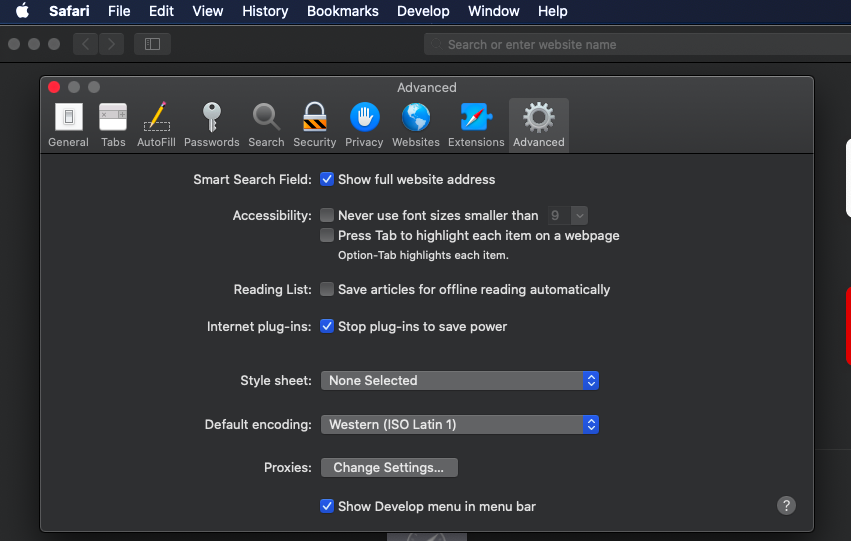 Safari File Edit View History Bookmarks Develop Window Help
Search or enter website name
Advanced
General Tabs AutoFill Passwords Search Security Privacy Websites Extensions Advanced
Smart Search Field: Show full website address
Accessibility: Never use font sizes smaller than 9
Press Tab to highlight each item on a webpage
Option-Tab highlights each item.
Reading List: Save articles for offline reading automatically
Internet plug-ins: Stop plug-ins to save power
Style sheet: None Selected
Default encoding: Western (ISO Latin 1)
Proxies: Change Settings...
Show Develop menu in menu bar
?